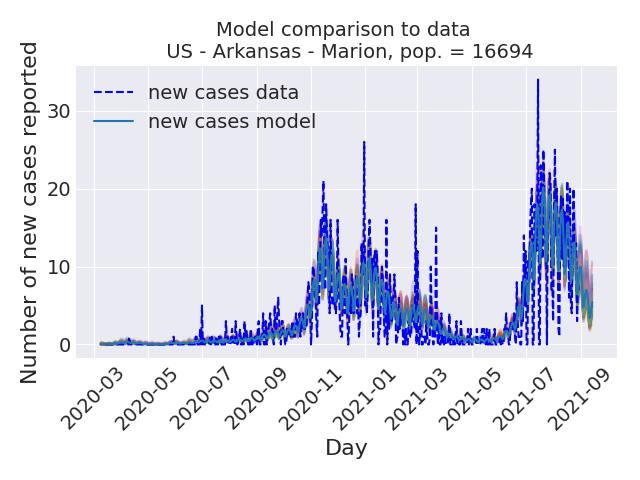 Model comparison to data
US - Arkansas - Marion, pop. = 16694
new cases data
new cases model
Number of new cases reported
30
20
10
0
2020-03
2020-05
2020-07
2020-09
2020-11
2021-01
2021-03
2021-05
2021-07
2021-09
Day